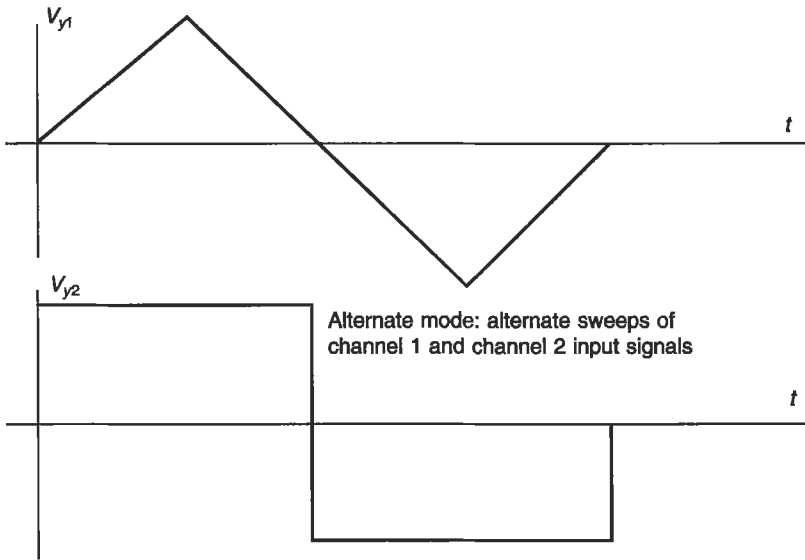 Vy1
t
Vy2
Alternate mode: alternate sweeps of
channel 1 and channel 2 input signals
t